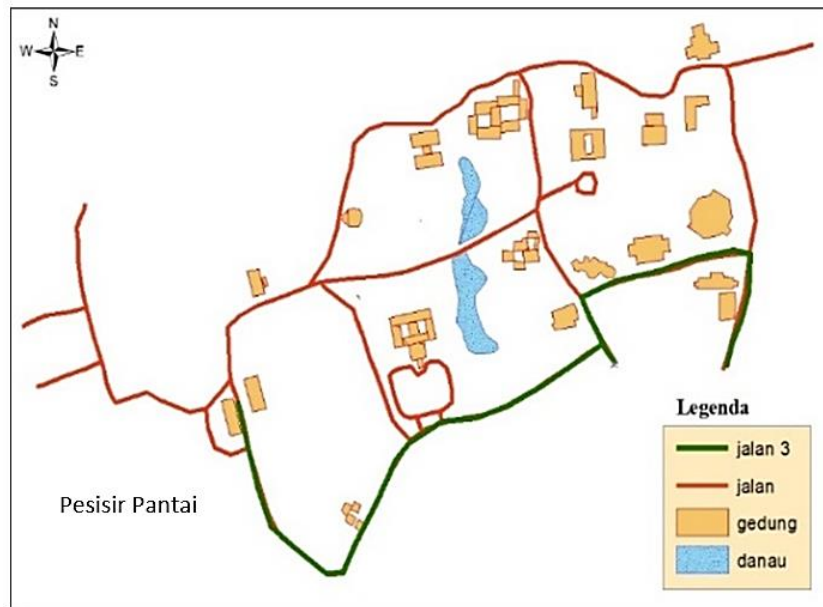 N
W E
S
Pesisir Pantai
Legenda
jalan 3
jalan
gedung
danau